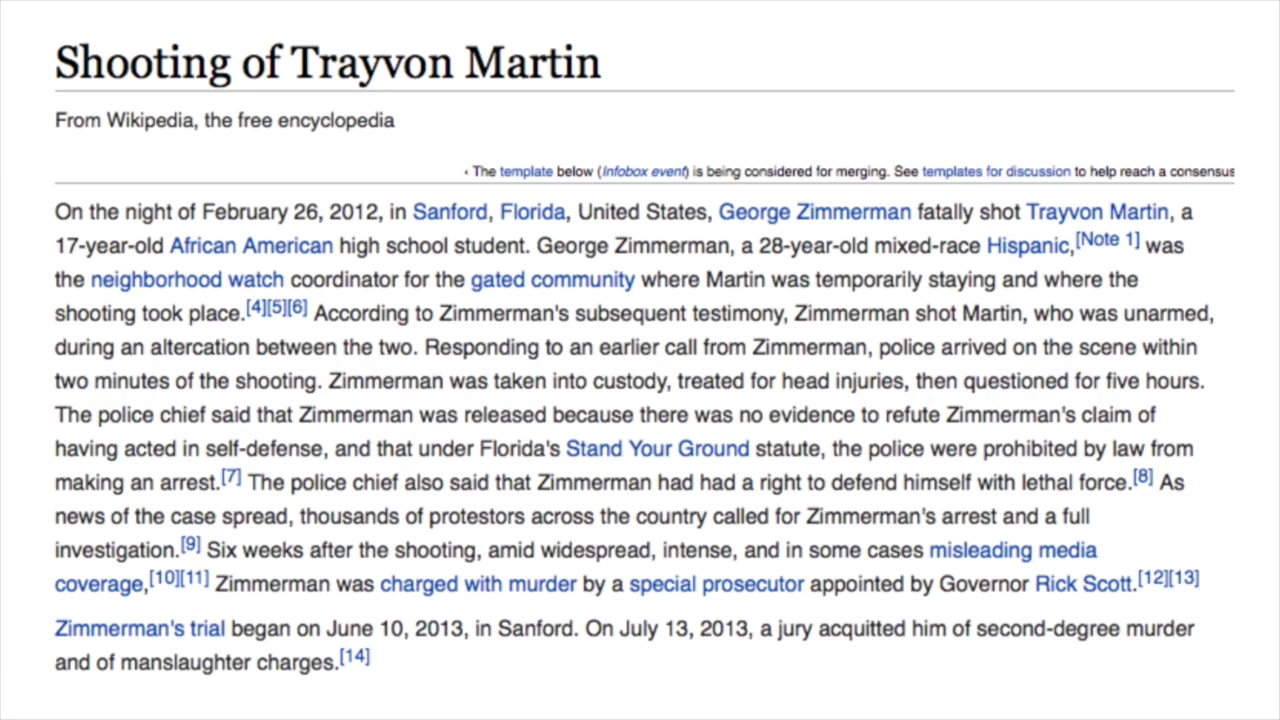 Shooting of Trayvon Martin
From Wikipedia, the free encyclopedia
‹ The template below (Infobox event) is being considered for merging. See templates for discussion to help reach a consensus
On the night of February 26, 2012, in Sanford, Florida, United States, George Zimmerman fatally shot Trayvon Martin, a
17-year-old African American high school student. George Zimmerman, a 28-year-old mixed-race Hispanic,[Note 1] was
the neighborhood watch coordinator for the gated community where Martin was temporarily staying and where the
shooting took place.[4][5][6] According to Zimmerman's subsequent testimony, Zimmerman shot Martin, who was unarmed,
during an altercation between the two. Responding to an earlier call from Zimmerman, police arrived on the scene within
two minutes of the shooting. Zimmerman was taken into custody, treated for head injuries, then questioned for five hours.
The police chief said that Zimmerman was released because there was no evidence to refute Zimmerman's claim of
having acted in self-defense, and that under Florida's Stand Your Ground statute, the police were prohibited by law from
making an arrest.[7] The police chief also said that Zimmerman had had a right to defend himself with lethal force.[8] As
news of the case spread, thousands of protestors across the country called for Zimmerman's arrest and a full
investigation.[9] Six weeks after the shooting, amid widespread, intense, and in some cases misleading media
coverage,[10][11] Zimmerman was charged with murder by a special prosecutor appointed by Governor Rick Scott.[12][13]
Zimmerman's trial began on June 10, 2013, in Sanford. On July 13, 2013, a jury acquitted him of second-degree murder
and of manslaughter charges.[14]